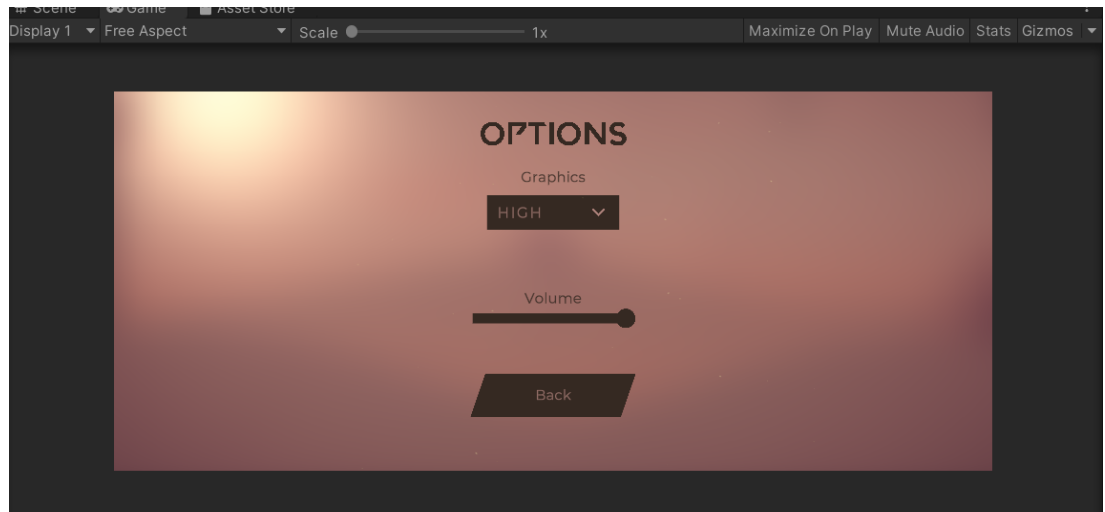 Scene Game Asset Store
Display 1 Free Aspect Scale 1x Maximize On Play Mute Audio Stats Gizmos
OPTIONS
Graphics
HIGH
Volume
Back